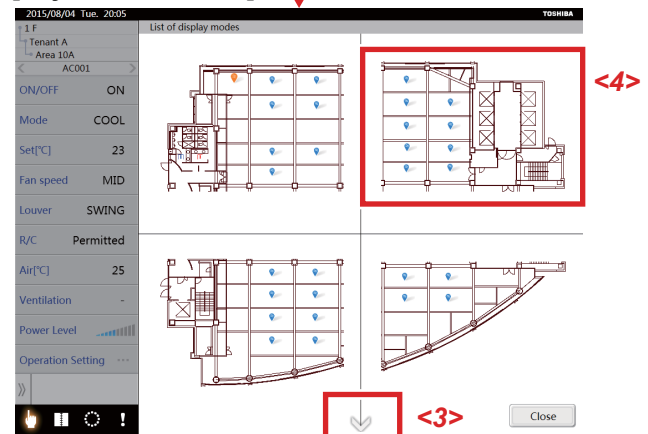 2015/08/04 Tue. 20:05
TOSHIBA
1 F
Tenant A
Area 10A
List of display modes
< AC001 >
ON/OFF ON
Mode COOL
Set[°C] 23
Fan speed MID
Louver SWING
R/C Permitted
Air[°C] 25
Ventilation -
Power Level
Operation Setting ···
»
!
<4>
<3>
Close